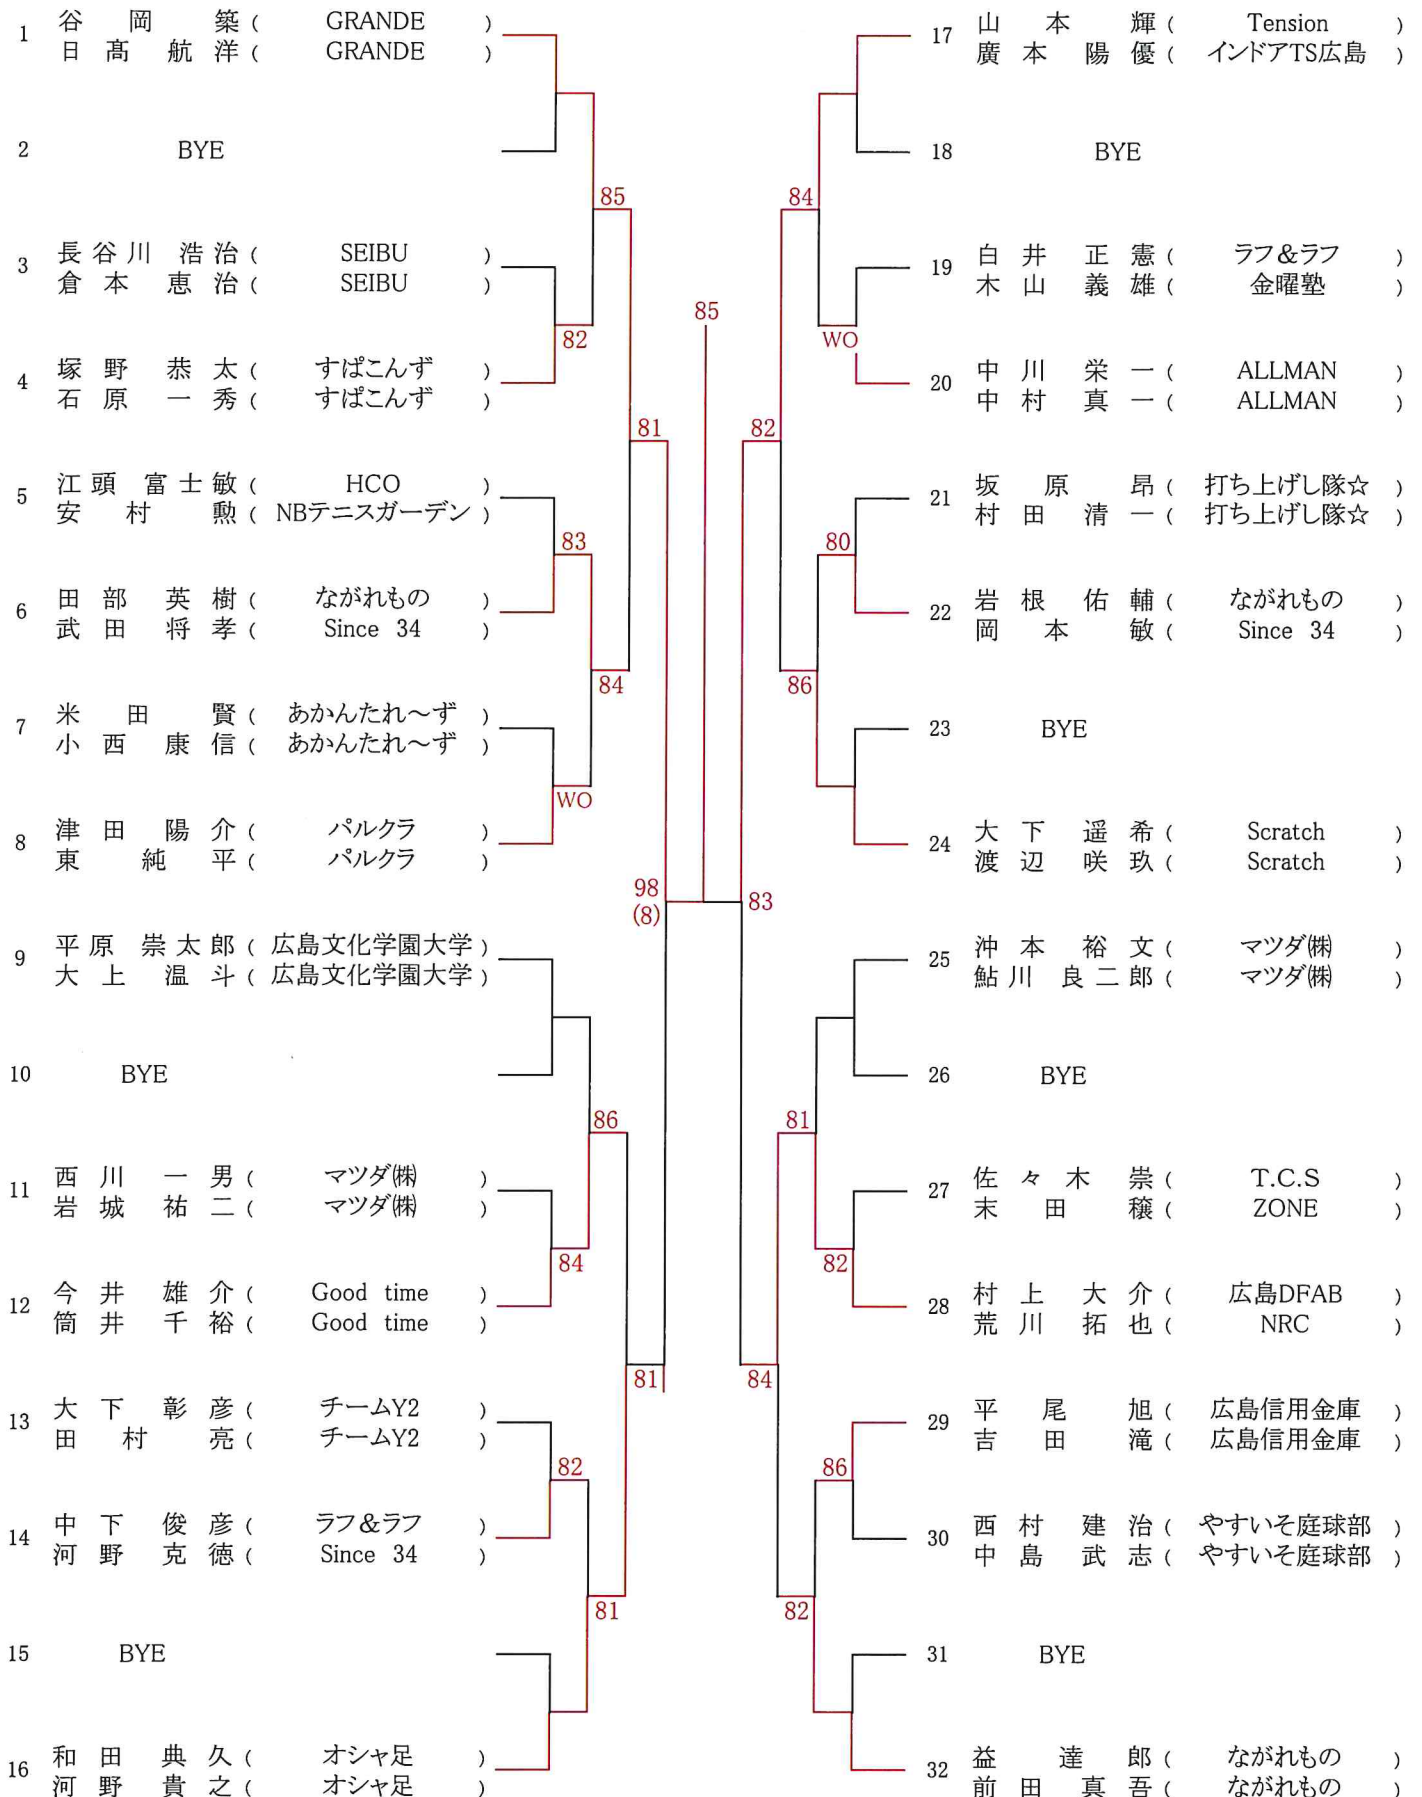 1 谷岡築 ( GRANDE )
日髙航洋 ( GRANDE )
2 BYE
3 長谷川浩治 ( SEIBU )
倉本恵治 ( SEIBU )
4 塚野恭太 ( すぱこんず )
石原一秀 ( すぱこんず )
5 江頭富士敏 ( HCO )
安村勲 ( NBテニスガーデン )
6 田部英樹 ( ながれもの )
武田将孝 ( Since 34 )
7 米田賢 ( あかんたれ～ず )
小西康信 ( あかんたれ～ず )
8 津田陽介 ( パルクラ )
東純平 ( パルクラ )
9 平原崇太郎 ( 広島文化学園大学 )
大上温斗 ( 広島文化学園大学 )
10 BYE
11 西川一男 ( マツダ㈱ )
岩城祐二 ( マツダ㈱ )
12 今井雄介 ( Good time )
筒井千裕 ( Good time )
13 大下彰彦 ( チームY2 )
田村亮 ( チームY2 )
14 中下俊彦 ( ラフ&ラフ )
河野克徳 ( Since 34 )
15 BYE
16 和田典久 ( オシャ足 )
河野貴之 ( オシャ足 )
85
82
81
83
84
WO
98
(8)
86
84
81
82
81
85
84
WO
82
80
86
83
81
82
84
86
82
17 山本輝 ( Tension )
廣本陽優 ( インドアTS広島 )
18 BYE
19 白井正憲 ( ラフ&ラフ )
木山義雄 ( 金曜塾 )
20 中川栄一 ( ALLMAN )
中村真一 ( ALLMAN )
21 坂原昂 ( 打ち上げし隊☆ )
村田清一 ( 打ち上げし隊☆ )
22 岩根佑輔 ( ながれもの )
岡本敏 ( Since 34 )
23 BYE
24 大下遥希 ( Scratch )
渡辺咲玖 ( Scratch )
25 沖本裕文 ( マツダ㈱ )
鮎川良二郎 ( マツダ㈱ )
26 BYE
27 佐々木崇 ( T.C.S )
末田穣 ( ZONE )
28 村上大介 ( 広島DFAB )
荒川拓也 ( NRC )
29 平尾旭 ( 広島信用金庫 )
吉田滝 ( 広島信用金庫 )
30 西村建治 ( やすいそ庭球部 )
中島武志 ( やすいそ庭球部 )
31 BYE
32 益達郎 ( ながれもの )
前田真吾 ( ながれもの )